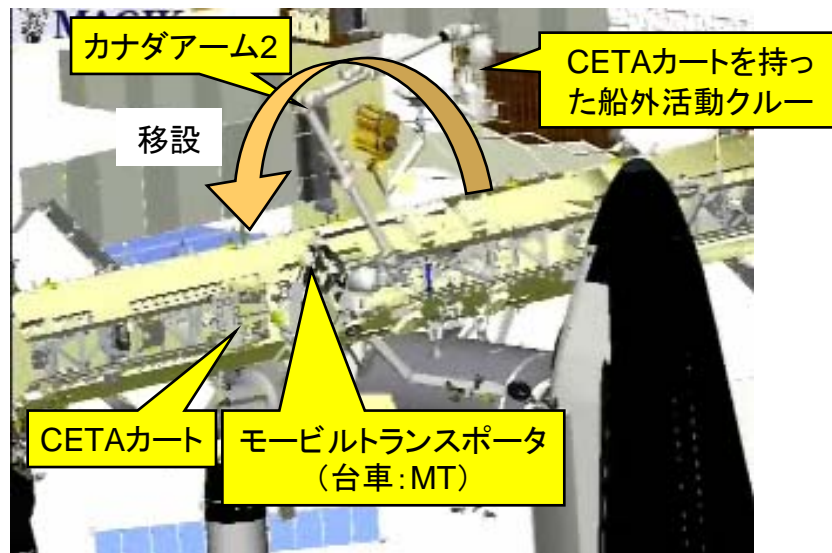 MAGIK
カナダアーム2
CETAカートを持っ
た船外活動クルー
移設
CETAカート
モービルトランスポータ
（台車：MT）